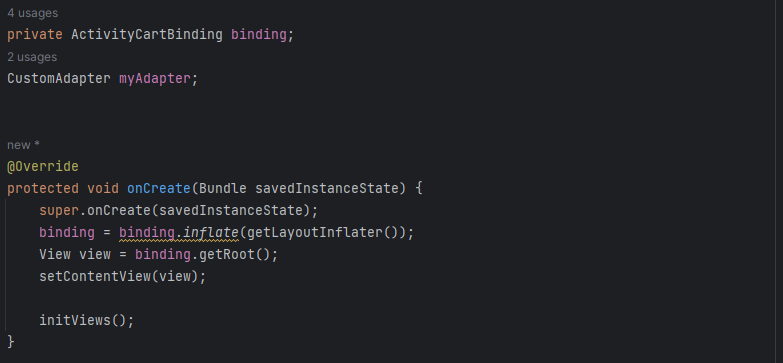 4 usages
private ActivityCartBinding binding;
2 usages
CustomAdapter myAdapter;
new *
@Override
protected void onCreate(Bundle savedInstanceState) {
    super.onCreate(savedInstanceState);
    binding = binding.inflate(getLayoutInflater());
    View view = binding.getRoot();
    setContentView(view);
    initViews();
}